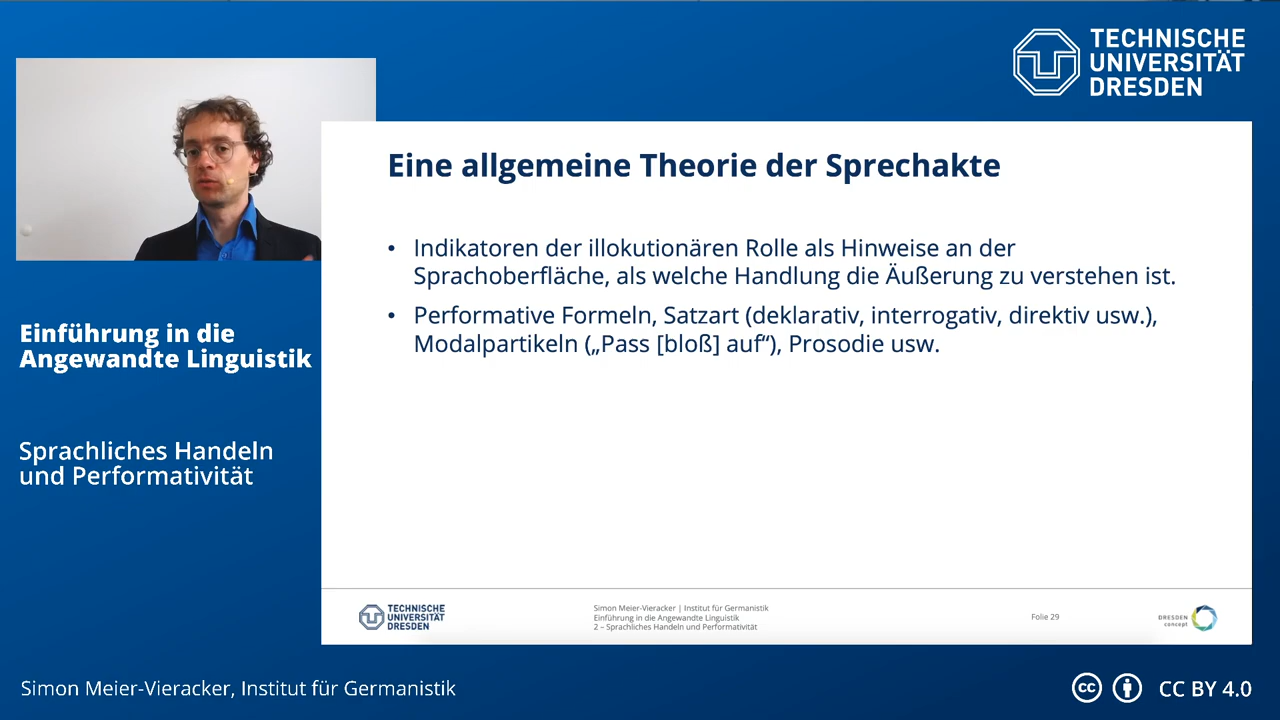 TECHNISCHE
UNIVERSITÄT
DRESDEN
Eine allgemeine Theorie der Sprechakte
• Indikatoren der illokutionären Rolle als Hinweise an der
Sprachoberfläche, als welche Handlung die Äußerung zu verstehen ist.
• Performative Formeln, Satzart (deklarativ, interrogativ, direktiv usw.),
Modalpartikeln („Pass [bloß] auf“), Prosodie usw.
Einführung in die
Angewandte Linguistik
Sprachliches Handeln
und Performativität
TECHNISCHE
UNIVERSITÄT
DRESDEN
Simon Meier-Vieracker | Institut für Germanistik
Einführung in die Angewandte Linguistik
2 – Sprachliches Handeln und Performativität
Folie 29
DRESDEN
concept
Simon Meier-Vieracker, Institut für Germanistik
cc CC BY 4.0